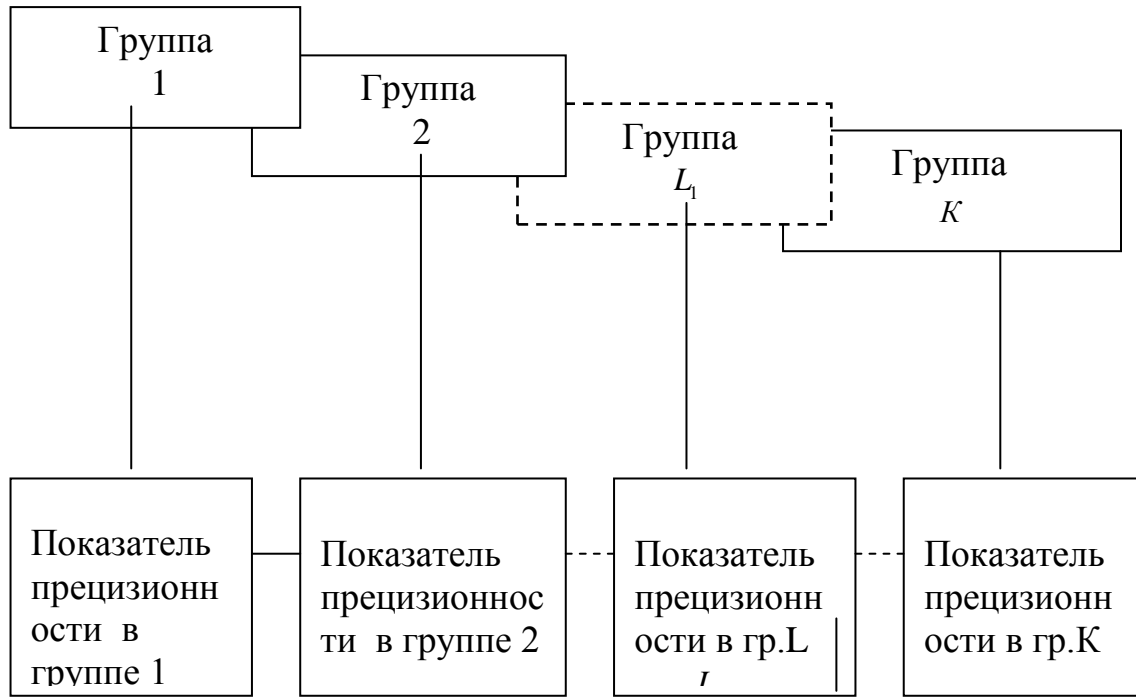 Группа
1
Группа
2
Группа
L₁
Группа
К
Показатель
прецизионн
ости в
группе 1
Показатель
прецизионнос
ти в группе 2
Показатель
прецизионн
ости в гр.L
Показатель
прецизионн
ости в гр.К